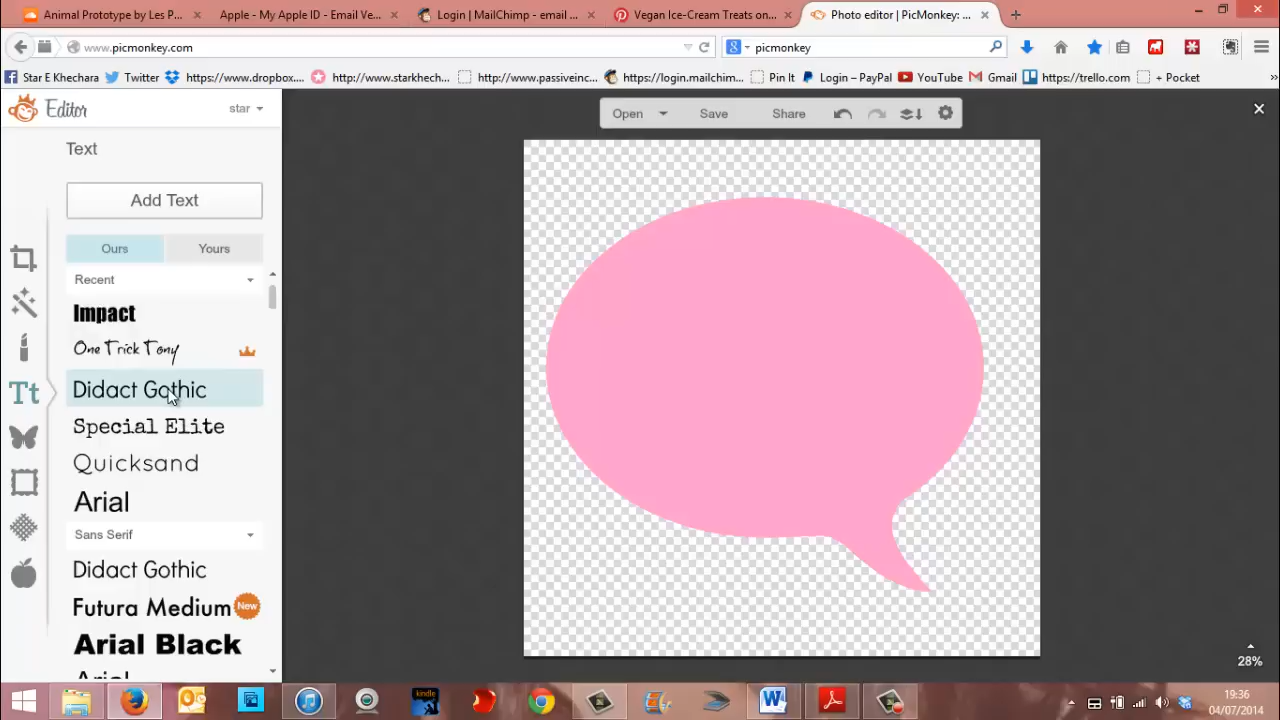 Animal Prototype by Les P...
Apple - My Apple ID - Email Ve...
Login | MailChimp - email ...
Vegan Ice-Cream Treats on...
Photo editor | PicMonkey: ...
www.picmonkey.com
picmonkey
Star E Khechara
Twitter
https://www.dropbox....
http://www.starkhech...
http://www.passiveinc...
https://login.mailchim...
Pin It
Login – PayPal
YouTube
Gmail
https://trello.com
+ Pocket
Editor
star
Open
Save
Share
Text
Add Text
Ours
Yours
Recent
Impact
One Trick Tony
Didact Gothic
Special Elite
Quicksand
Arial
Sans Serif
Didact Gothic
Futura Medium
New
Arial Black
Arial
28%
kindle
19:36
04/07/2014